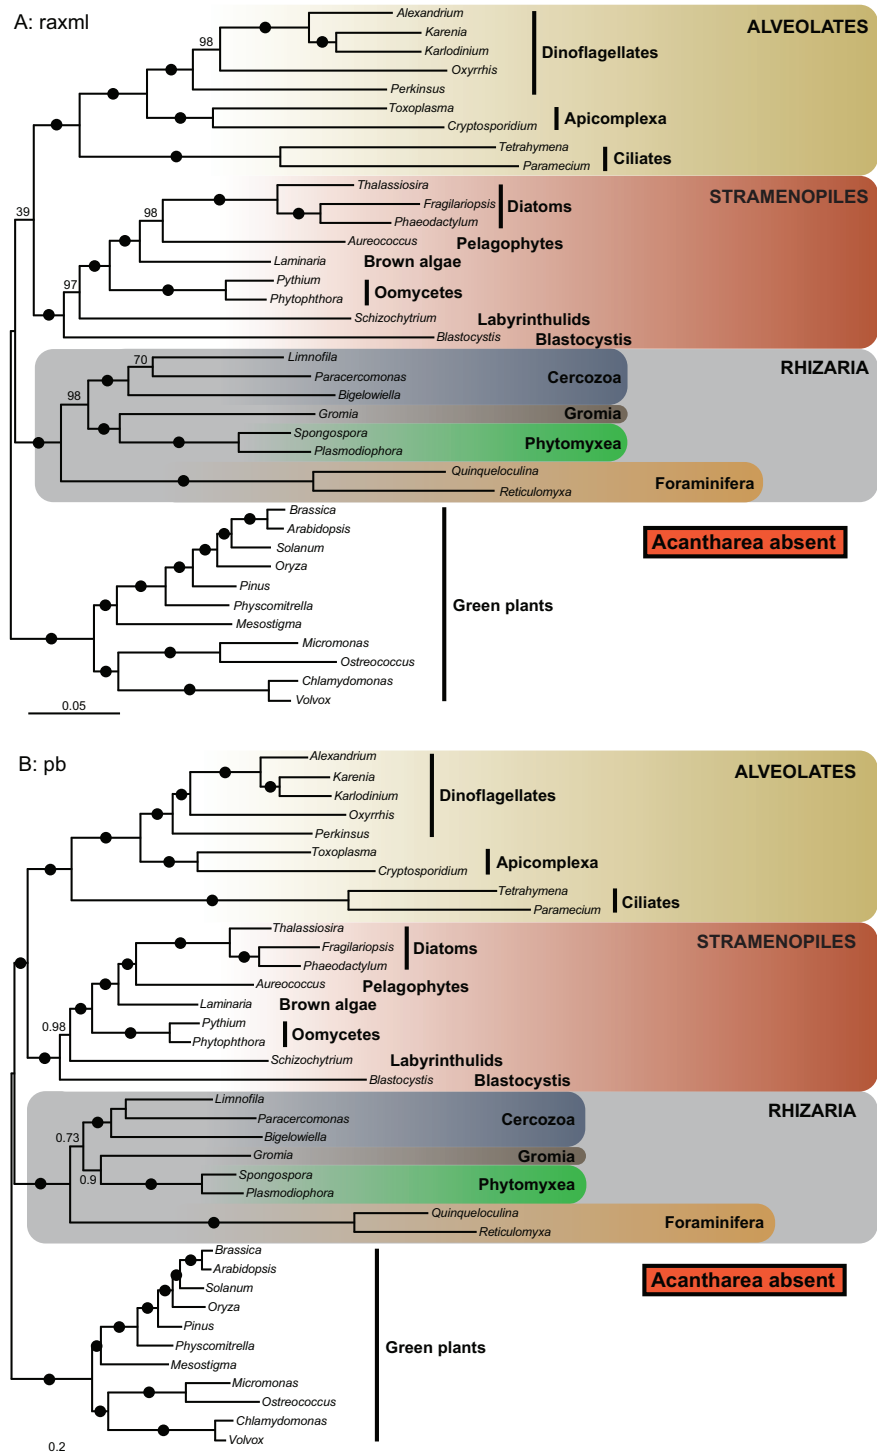 A: raxml
Alexandrium
ALVEOLATES
Karenia
98
Karlodinium
Dinoflagellates
Oxyrrhis
Perkinsus
Toxoplasma
Apicomplexa
Cryptosporidium
Tetrahymena
Ciliates
Paramecium
Thalassiosira
STRAMENOPILES
39
Fragilariopsis
Diatoms
98
Phaeodactylum
Aureococcus
Pelagophytes
Laminaria
Brown algae
Pythium
97
Oomycetes
Phytophthora
Schizochytrium
Labyrinthulids
Blastocystis
Blastocystis
Limnofila
70
RHIZARIA
Paracercomonas
Cercozoa
98
Bigelowiella
Gromia
Gromia
Spongospora
Phytomyxea
Plasmodiophora
Quinqueloculina
Foraminifera
Reticulomyxa
Brassica
Arabidopsis
Acantharea absent
Solanum
Oryza
Pinus
Physcomitrella
Green plants
Mesostigma
Micromonas
Ostreococcus
Chlamydomonas
Volvox
0.05
B: pb
Alexandrium
ALVEOLATES
Karenia
Karlodinium
Dinoflagellates
Oxyrrhis
Perkinsus
Toxoplasma
Apicomplexa
Cryptosporidium
Tetrahymena
Ciliates
Paramecium
Thalassiosira
STRAMENOPILES
Fragilariopsis
Diatoms
Phaeodactylum
Aureococcus
Pelagophytes
Laminaria
Brown algae
Pythium
0.98
Oomycetes
Phytophthora
Schizochytrium
Labyrinthulids
Blastocystis
Blastocystis
Limnofila
RHIZARIA
Paracercomonas
Cercozoa
0.73
Bigelowiella
Gromia
Gromia
0.9
Spongospora
Phytomyxea
Plasmodiophora
Quinqueloculina
Foraminifera
Reticulomyxa
Brassica
Arabidopsis
Acantharea absent
Solanum
Oryza
Pinus
Physcomitrella
Green plants
Mesostigma
Micromonas
Ostreococcus
Chlamydomonas
Volvox
0.2